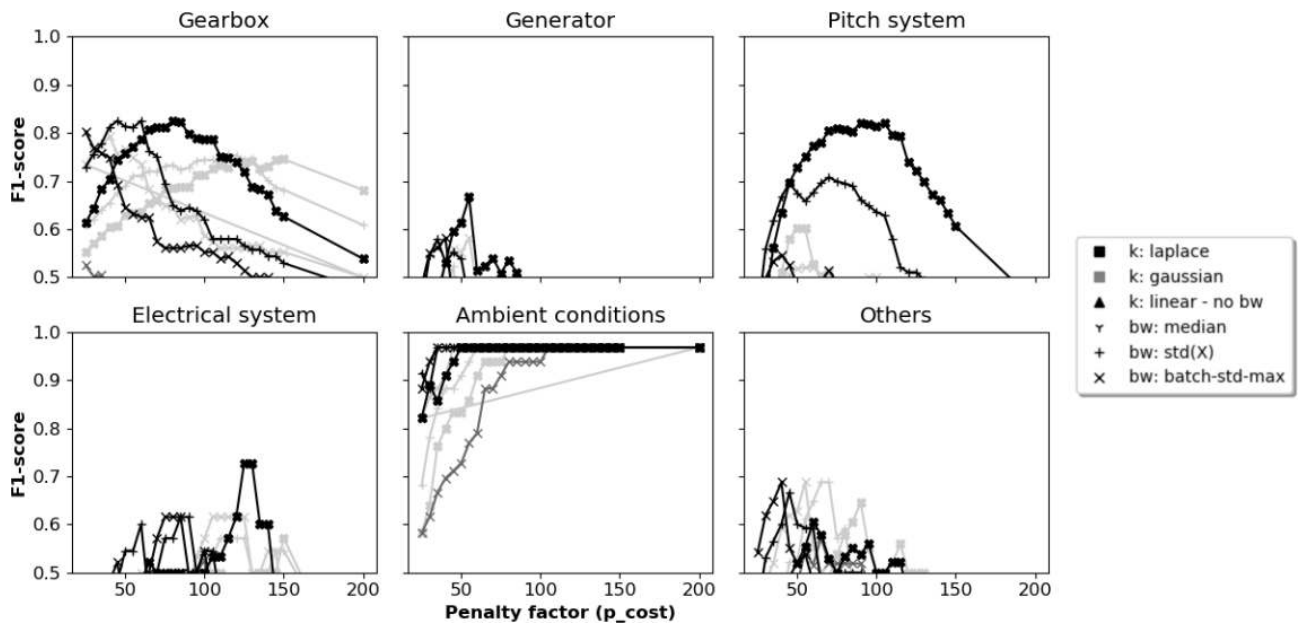 Gearbox
Generator
Pitch system
1.0
0.9
0.8
0.7
0.6
0.5
F1-score
Electrical system
Ambient conditions
Others
1.0
0.9
0.8
0.7
0.6
0.5
F1-score
50 100 150 200
50 100 150 200
50 100 150 200
Penalty factor (p_cost)
k: laplace
k: gaussian
k: linear - no bw
bw: median
bw: std(X)
bw: batch-std-max